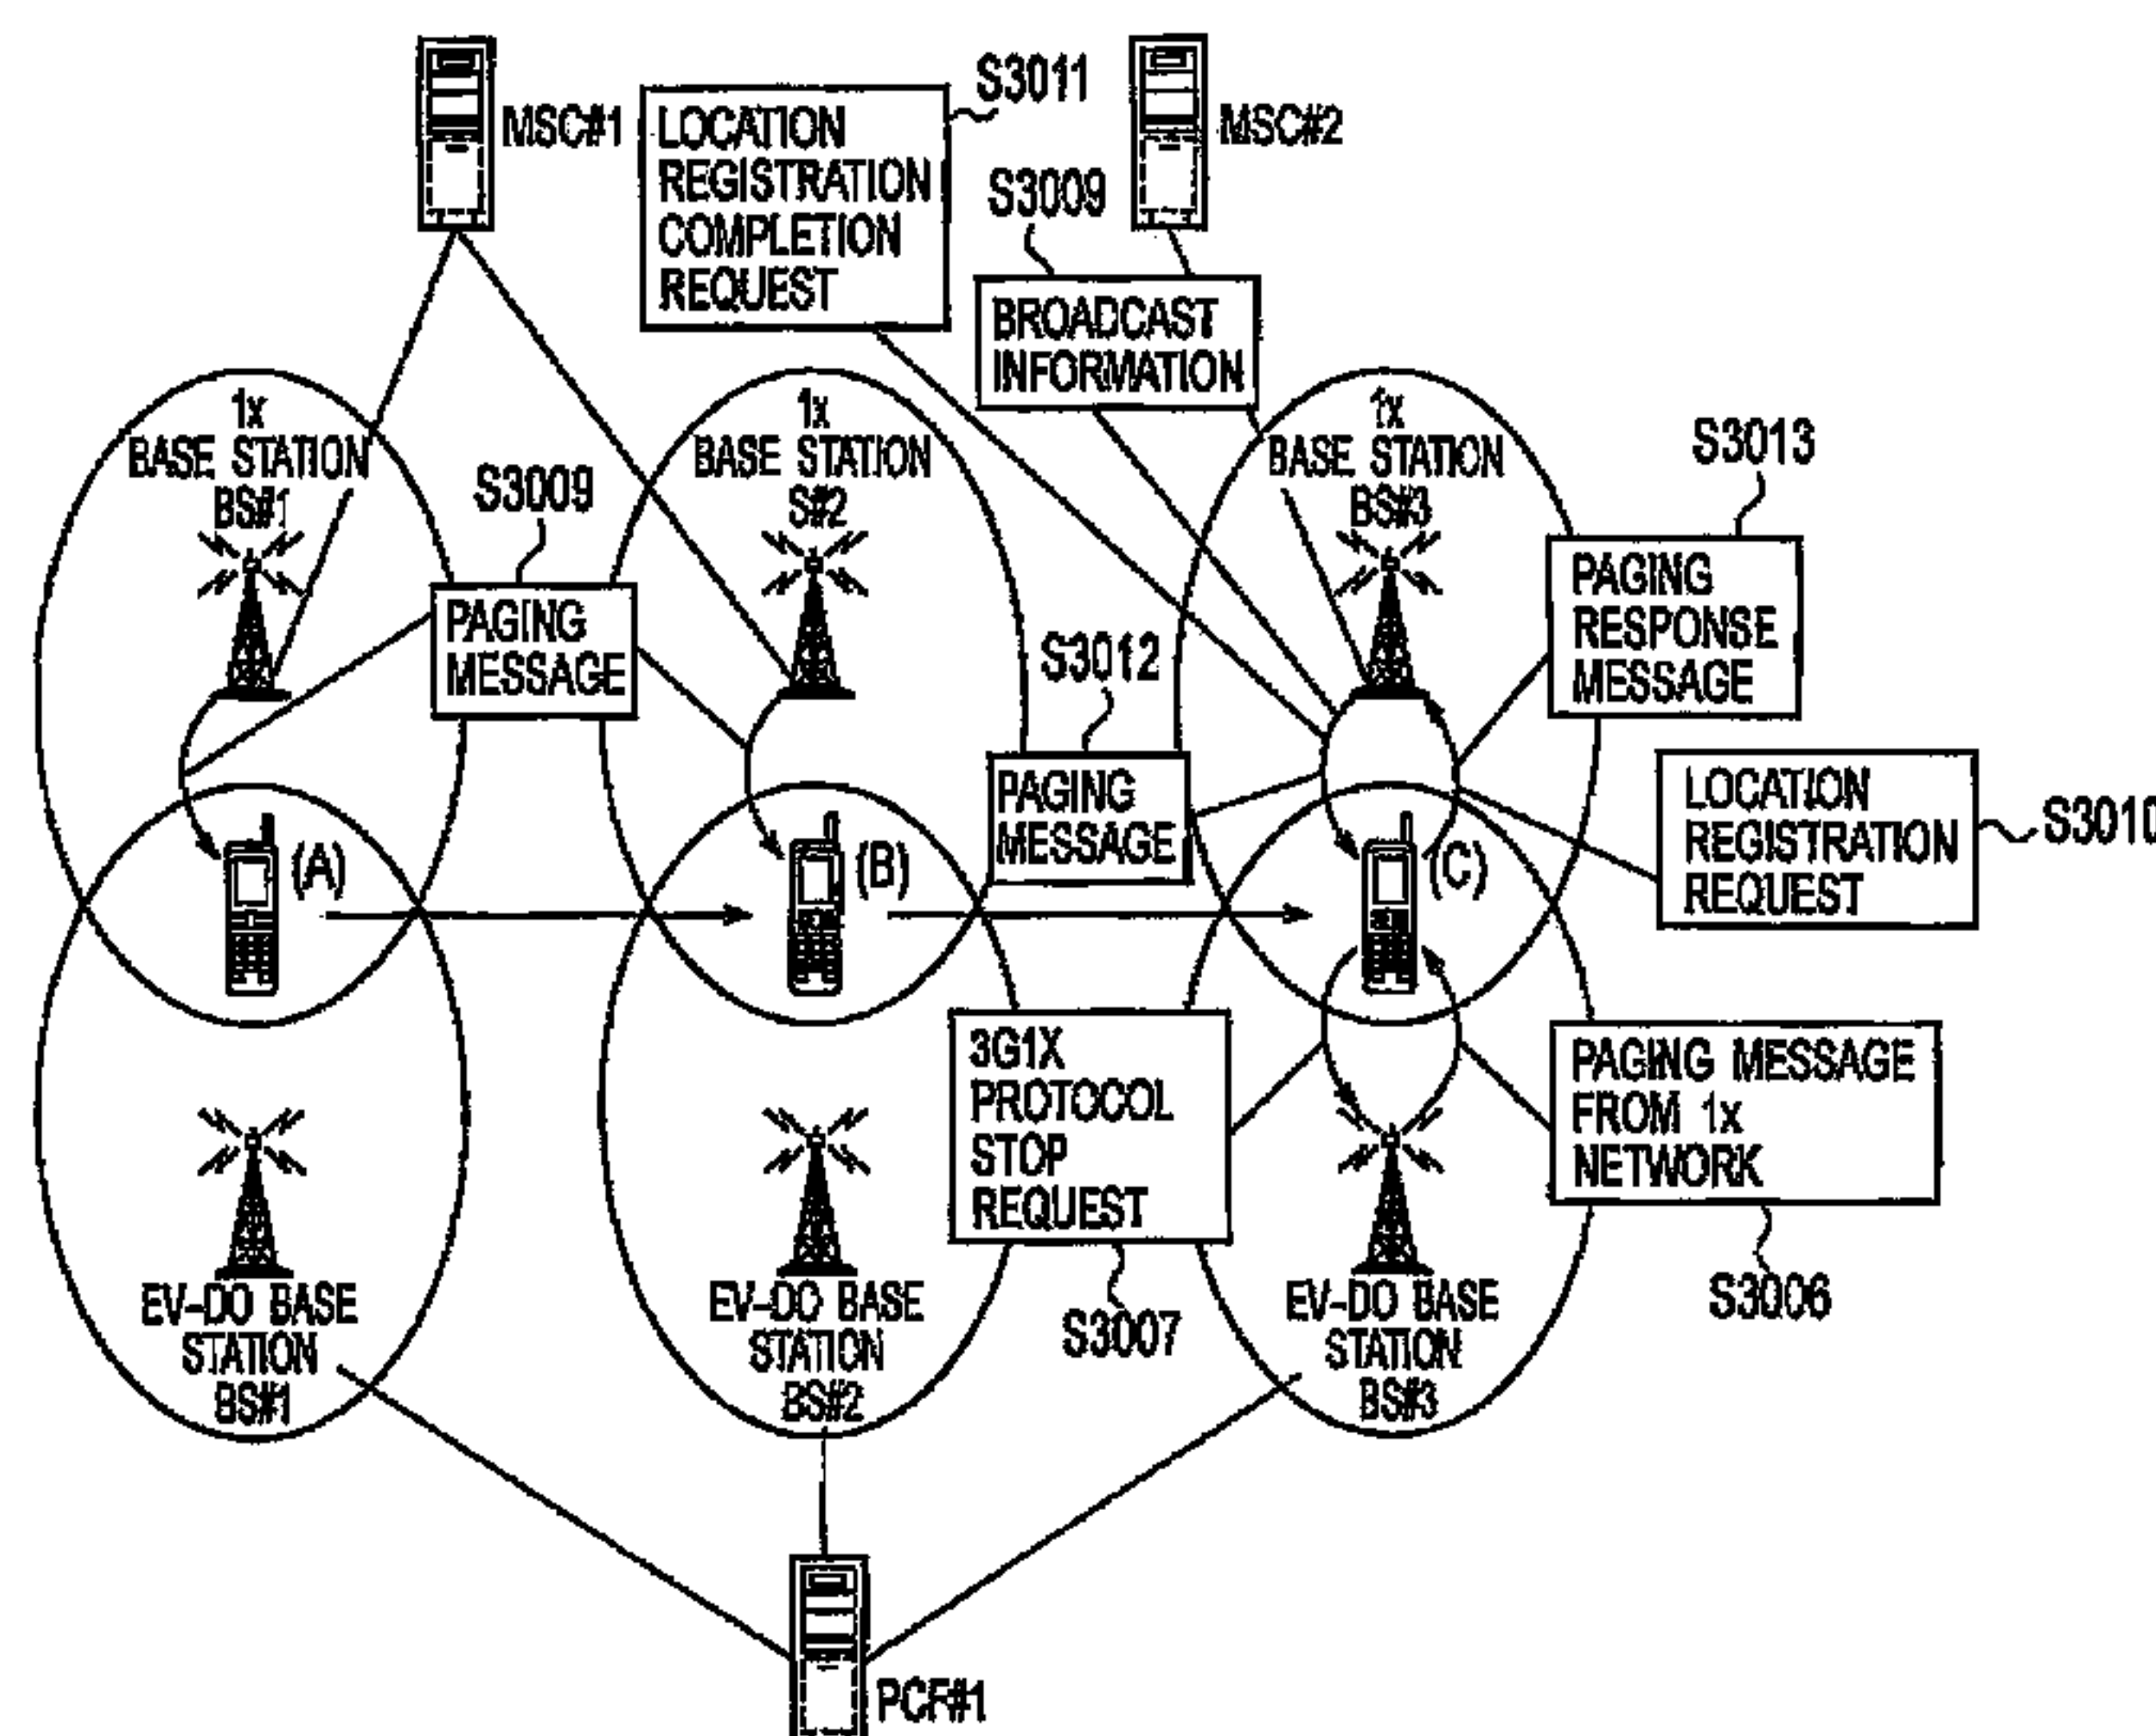 S3011
MSC#1
LOCATION
REGISTRATION
COMPLETION
REQUEST
MSC#2
S3009
BROADCAST
INFORMATION
1x
BASE STATION
BS#1
1x
BASE STATION
S#2
1x
BASE STATION
BS#3
S3009
PAGING
MESSAGE
S3013
PAGING
RESPONSE
MESSAGE
S3012
PAGING
MESSAGE
LOCATION
REGISTRATION
REQUEST
S3010
(A)
(B)
(C)
3G1X
PROTOCOL
STOP
REQUEST
S3007
PAGING MESSAGE
FROM 1x
NETWORK
S3006
EV-DO BASE
STATION
BS#1
EV-DO BASE
STATION
BS#2
EV-DO BASE
STATION
BS#3
PCF#1